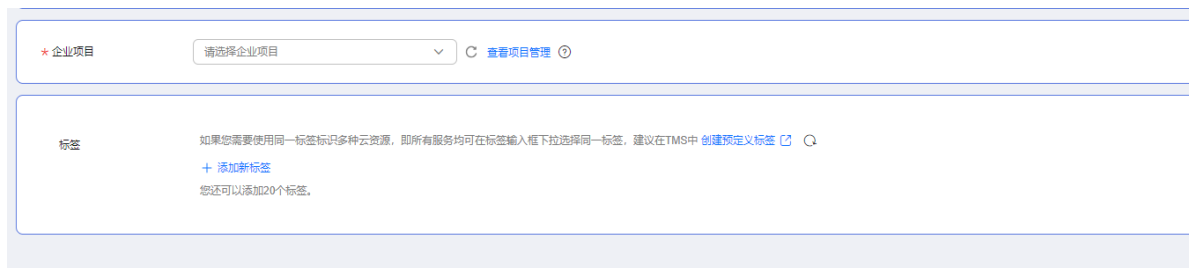 * 企业项目 请选择企业项目 查看项目管理
标签 如果您需要使用同一标签标识多种云资源，即所有服务均可在标签输入框下拉选择同一标签，建议在TMS中 创建预定义标签
+ 添加新标签
您还可以添加20个标签。